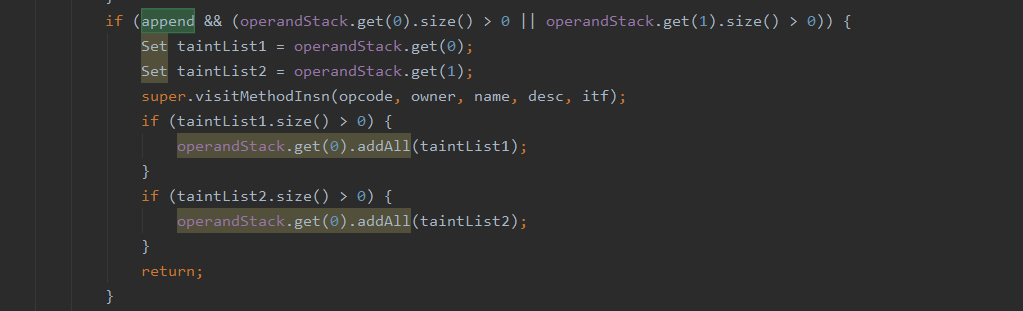 }
if (append && (operandStack.get(0).size() > 0 || operandStack.get(1).size() > 0)) {
Set taintList1 = operandStack.get(0);
Set taintList2 = operandStack.get(1);
super.visitMethodInsn(opcode, owner, name, desc, itf);
if (taintList1.size() > 0) {
operandStack.get(0).addAll(taintList1);
}
if (taintList2.size() > 0) {
operandStack.get(0).addAll(taintList2);
}
return;
}